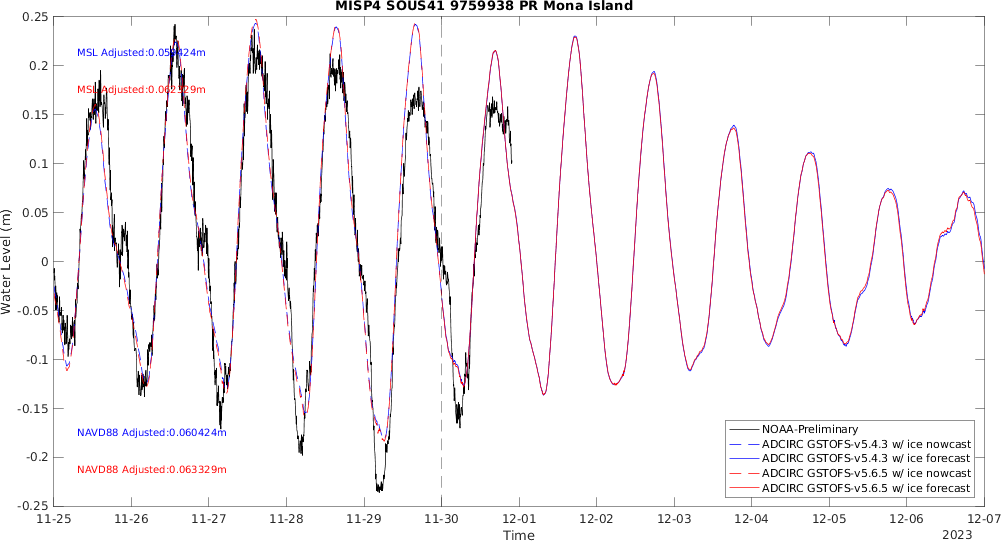 MISP4 SOUS41 9759938 PR Mona Island
0.25
0.2
0.15
0.1
0.05
0
-0.05
-0.1
-0.15
-0.2
-0.25
Water Level (m)
MSL Adjusted:0.059424m
MSL Adjusted:0.062329m
NAVD88 Adjusted:0.060424m
NAVD88 Adjusted:0.063329m
NOAA-Preliminary
ADCIRC GSTOFS-v5.4.3 w/ ice nowcast
ADCIRC GSTOFS-v5.4.3 w/ ice forecast
ADCIRC GSTOFS-v5.6.5 w/ ice nowcast
ADCIRC GSTOFS-v5.6.5 w/ ice forecast
11-25 11-26 11-27 11-28 11-29 11-30 12-01 12-02 12-03 12-04 12-05 12-06 12-07
Time
2023